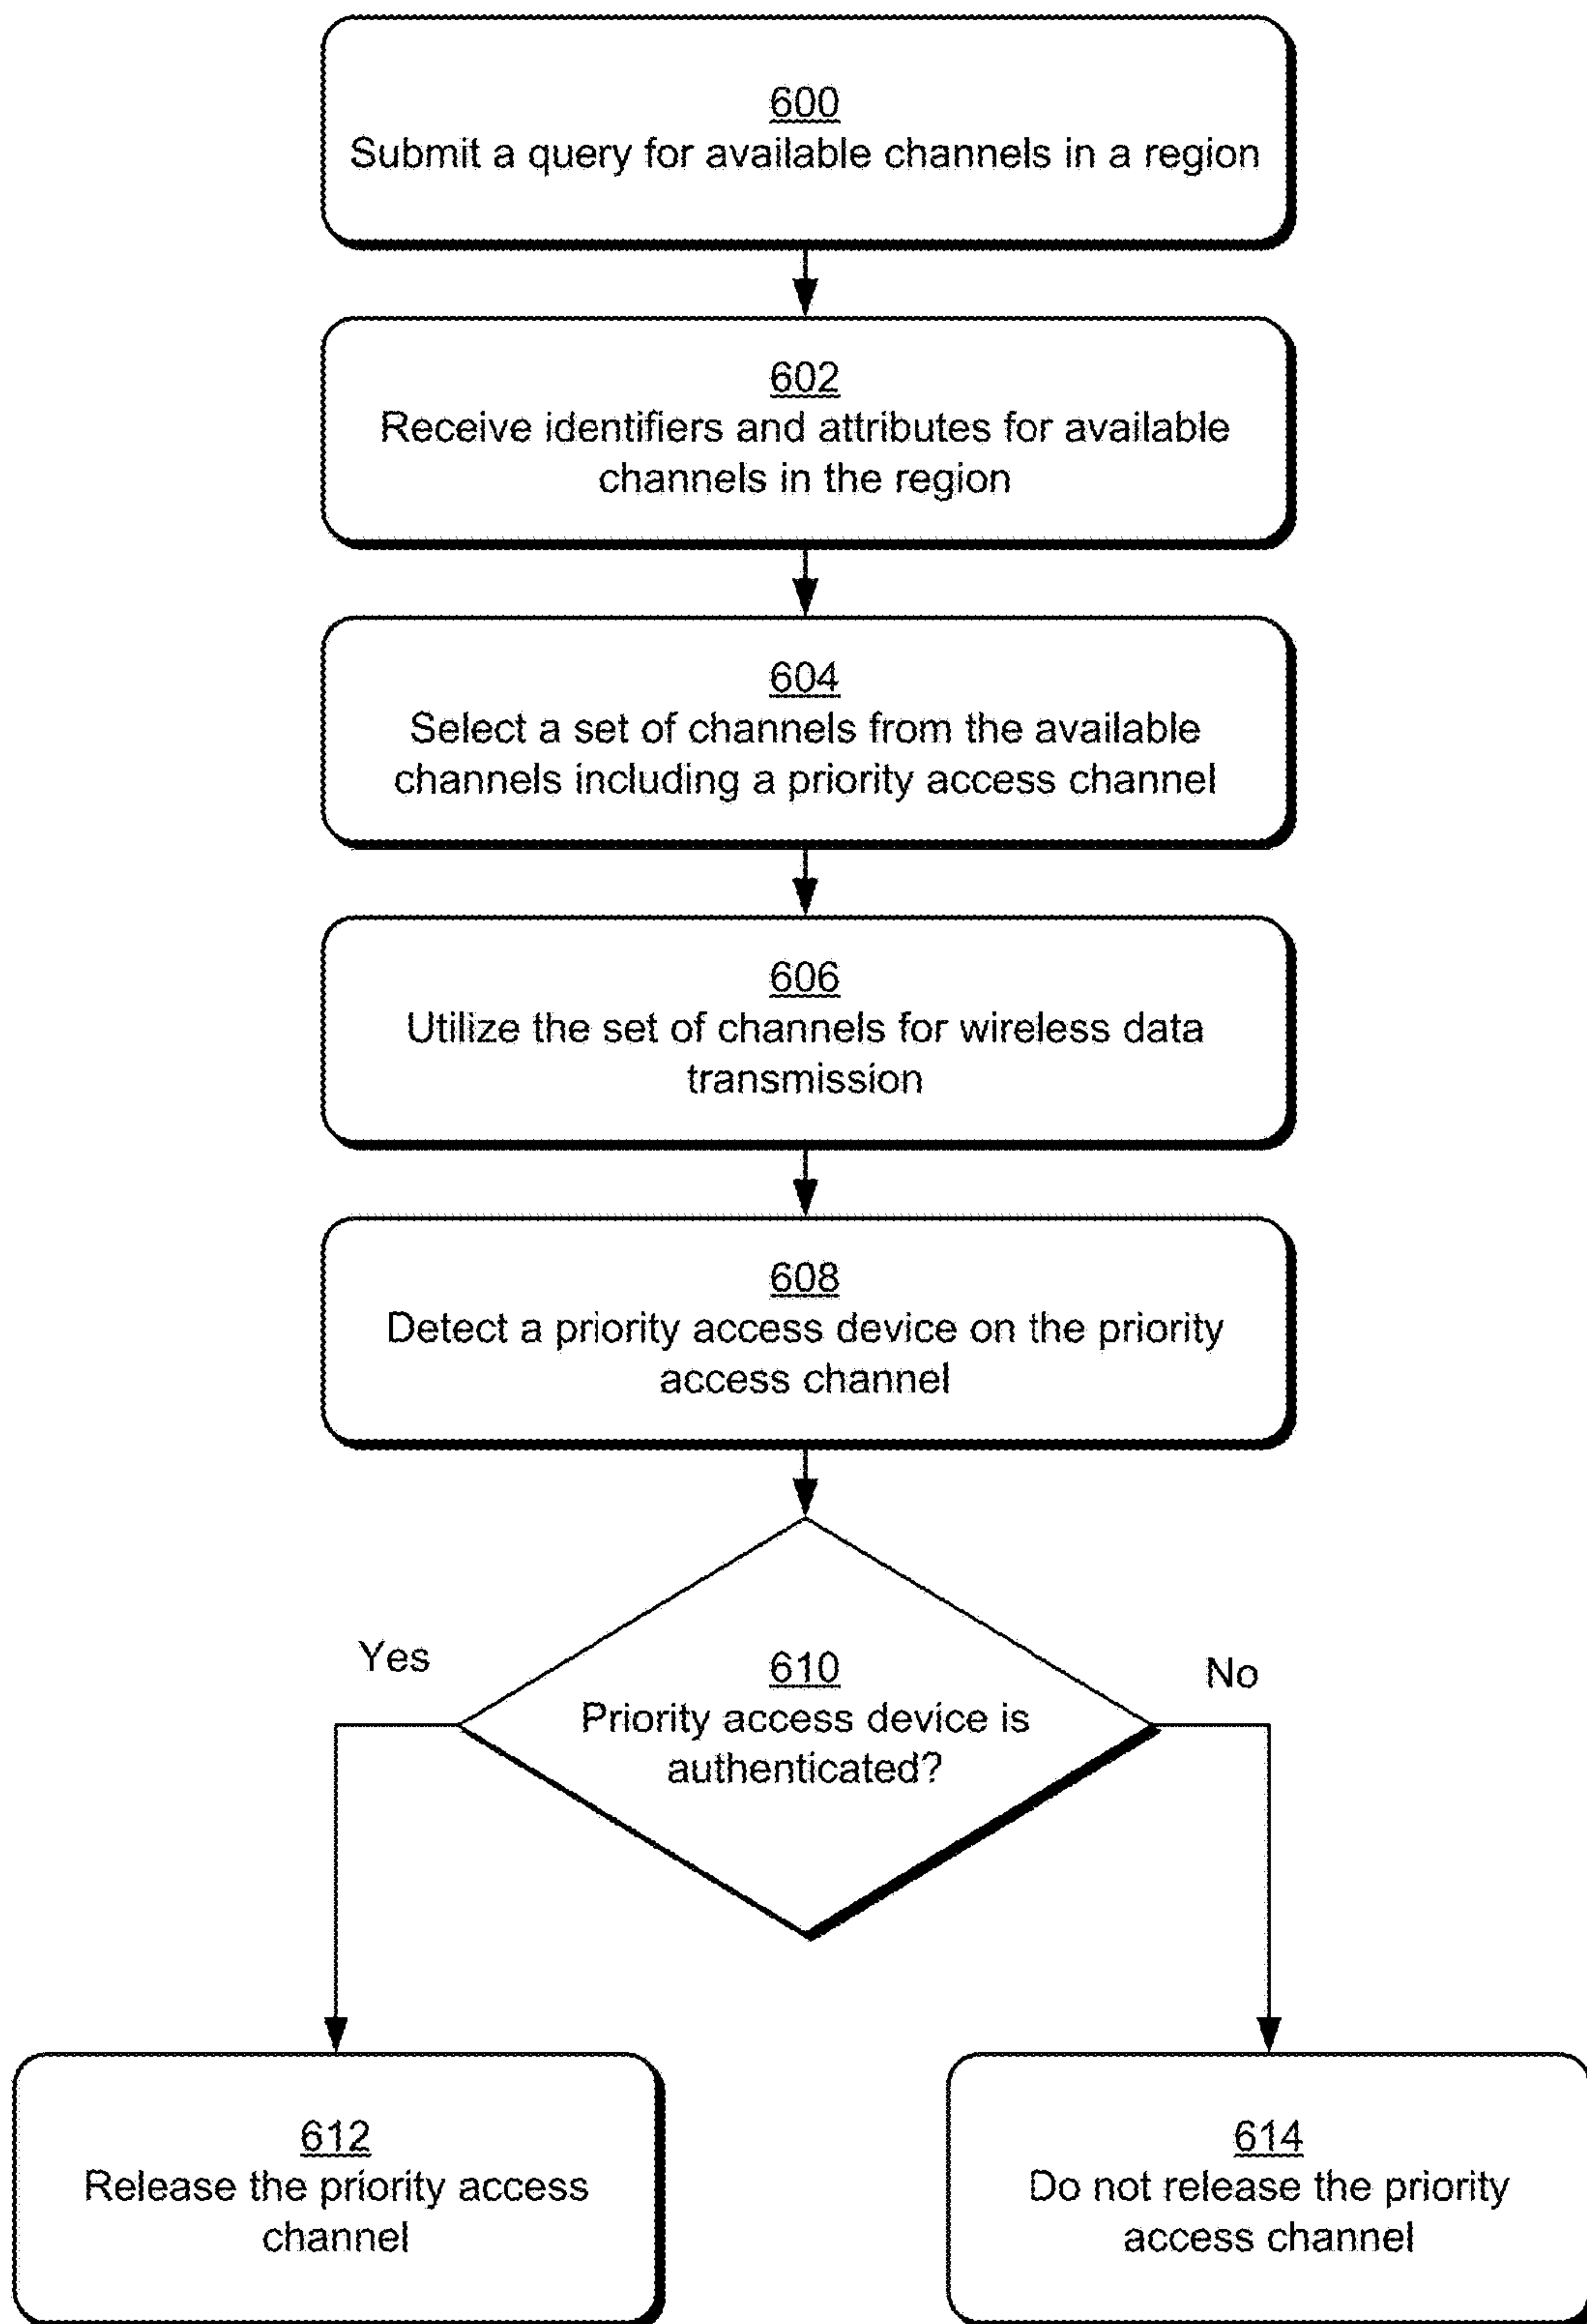 600
Submit a query for available channels in a region
602
Receive identifiers and attributes for available
channels in the region
604
Select a set of channels from the available
channels including a priority access channel
606
Utilize the set of channels for wireless data
transmission
608
Detect a priority access device on the priority
access channel
Yes
610
Priority access device is
authenticated?
No
612
Release the priority access
channel
614
Do not release the priority
access channel